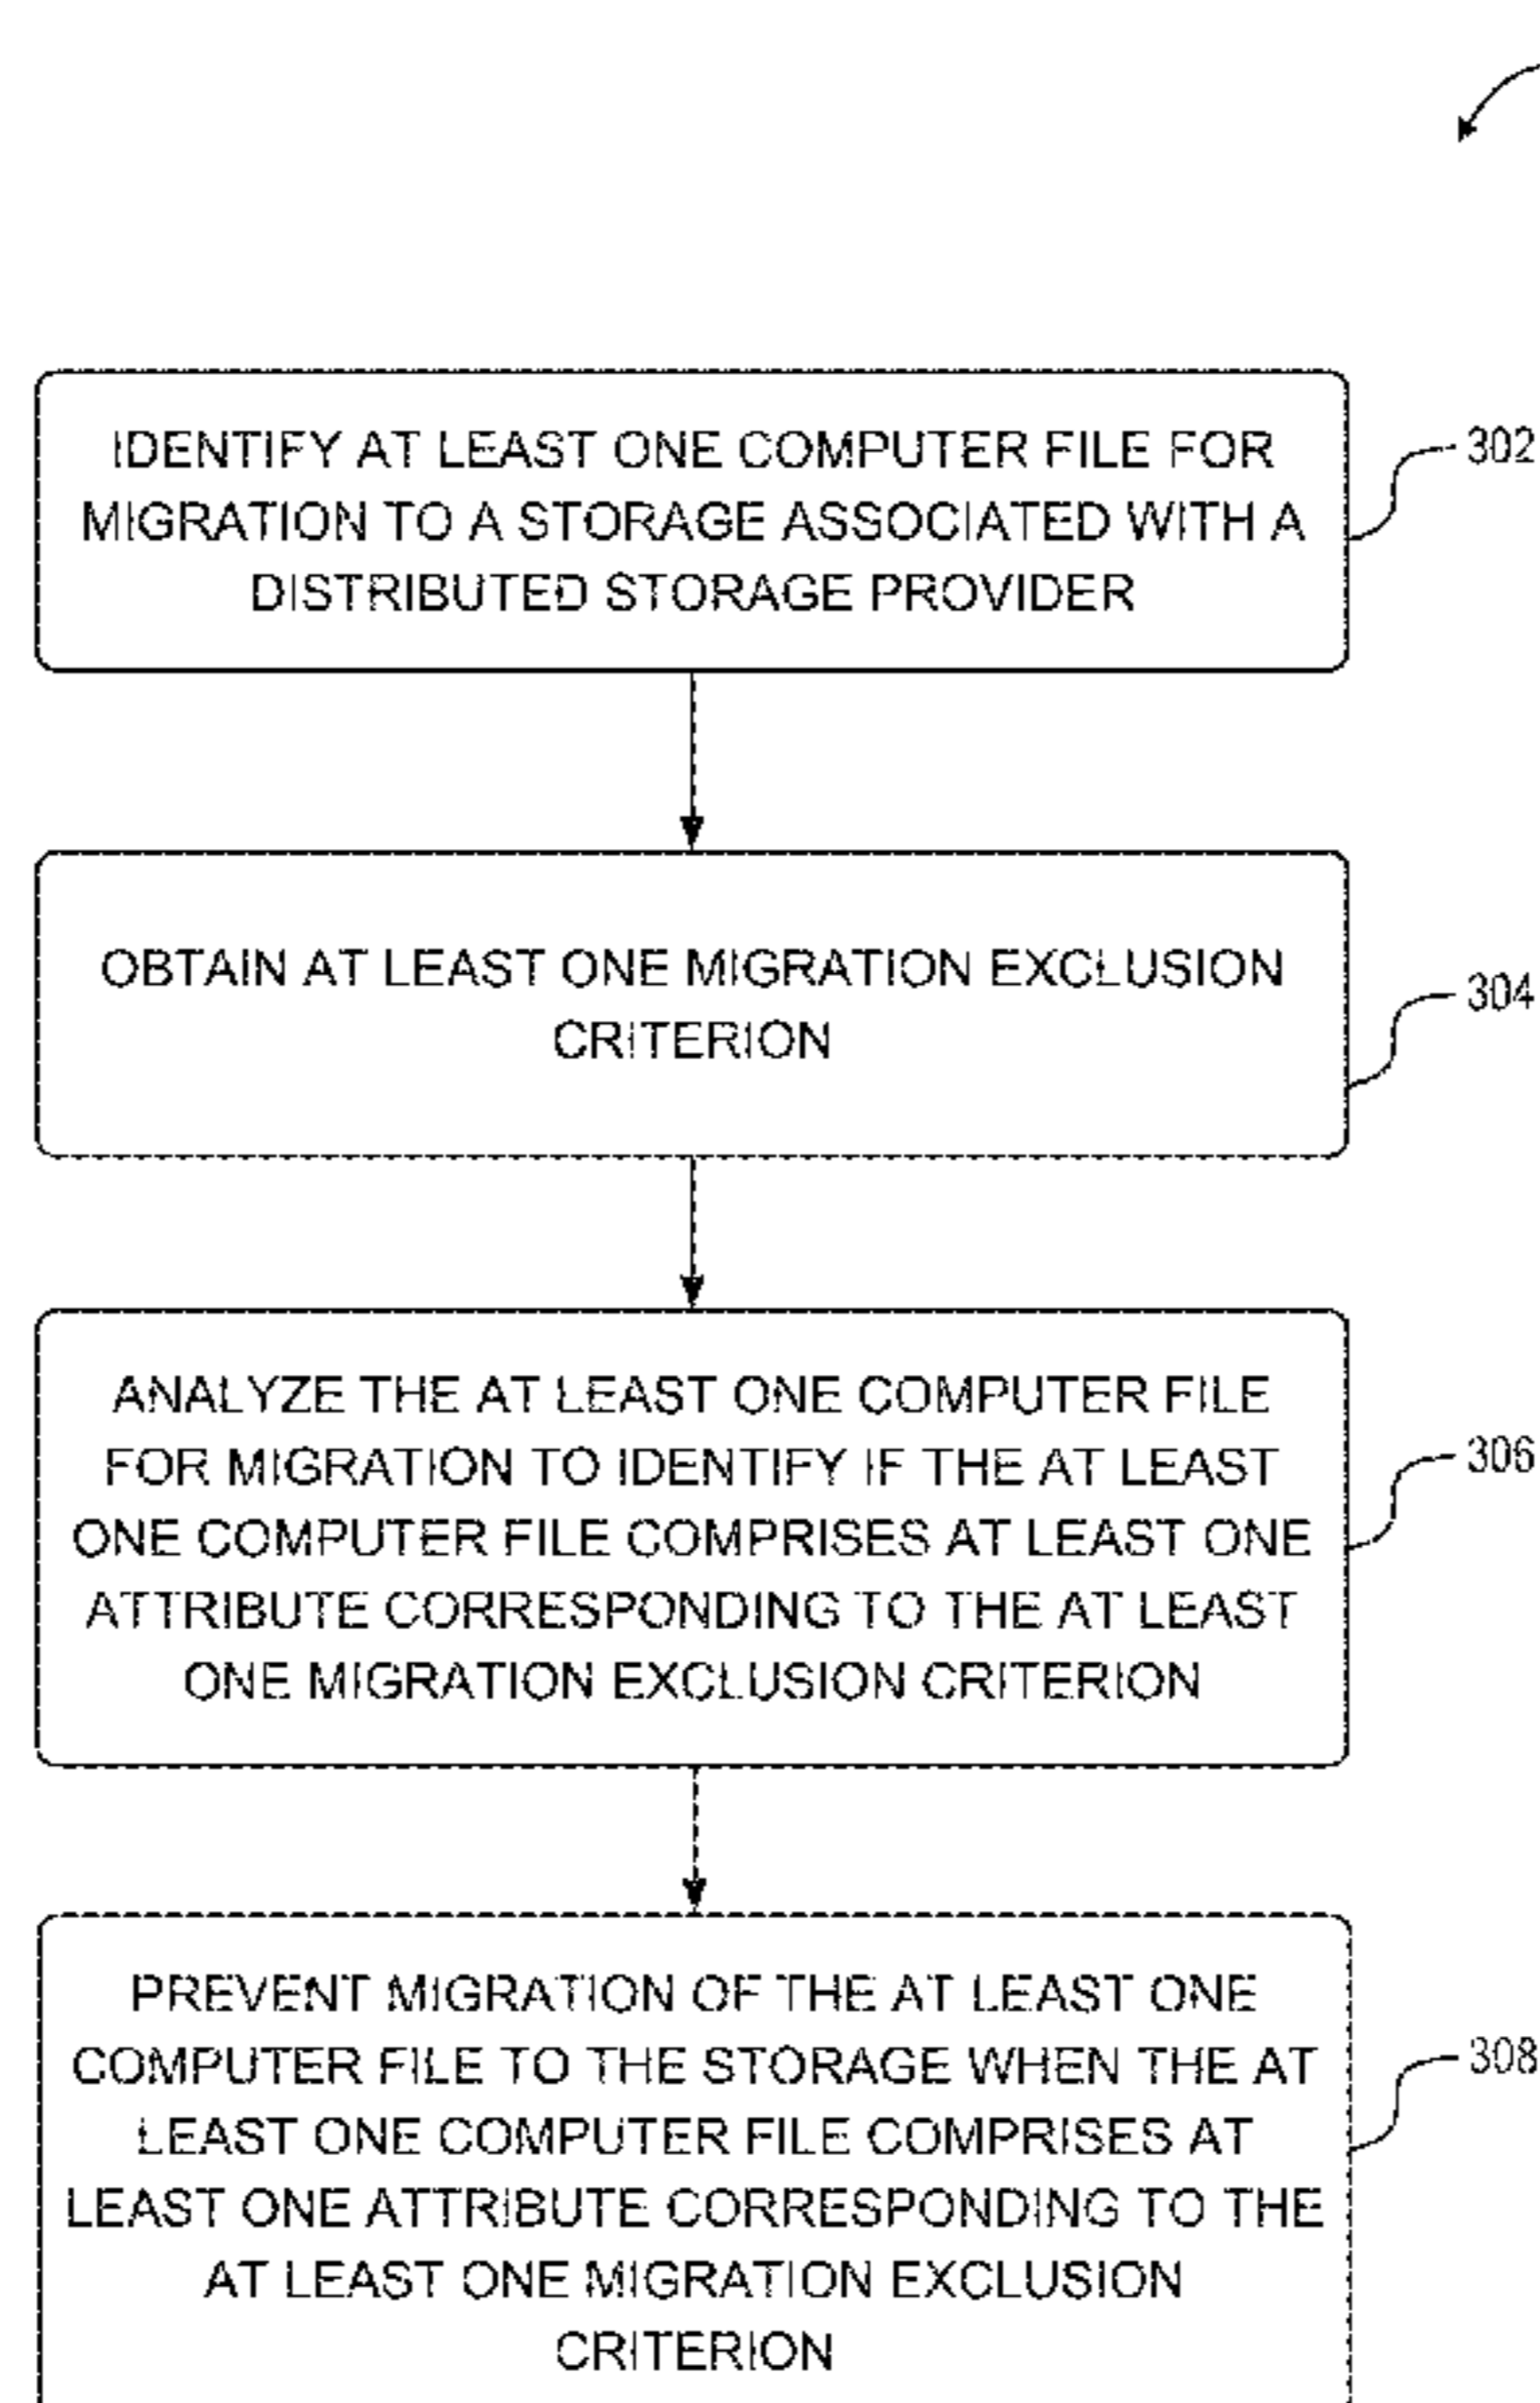 IDENTIFY AT LEAST ONE COMPUTER FILE FOR
MIGRATION TO A STORAGE ASSOCIATED WITH A
DISTRIBUTED STORAGE PROVIDER
302
OBTAIN AT LEAST ONE MIGRATION EXCLUSION
CRITERION
304
ANALYZE THE AT LEAST ONE COMPUTER FILE
FOR MIGRATION TO IDENTIFY IF THE AT LEAST
ONE COMPUTER FILE COMPRISES AT LEAST ONE
ATTRIBUTE CORRESPONDING TO THE AT LEAST
ONE MIGRATION EXCLUSION CRITERION
306
PREVENT MIGRATION OF THE AT LEAST ONE
COMPUTER FILE TO THE STORAGE WHEN THE AT
LEAST ONE COMPUTER FILE COMPRISES AT
LEAST ONE ATTRIBUTE CORRESPONDING TO THE
AT LEAST ONE MIGRATION EXCLUSION
CRITERION
308